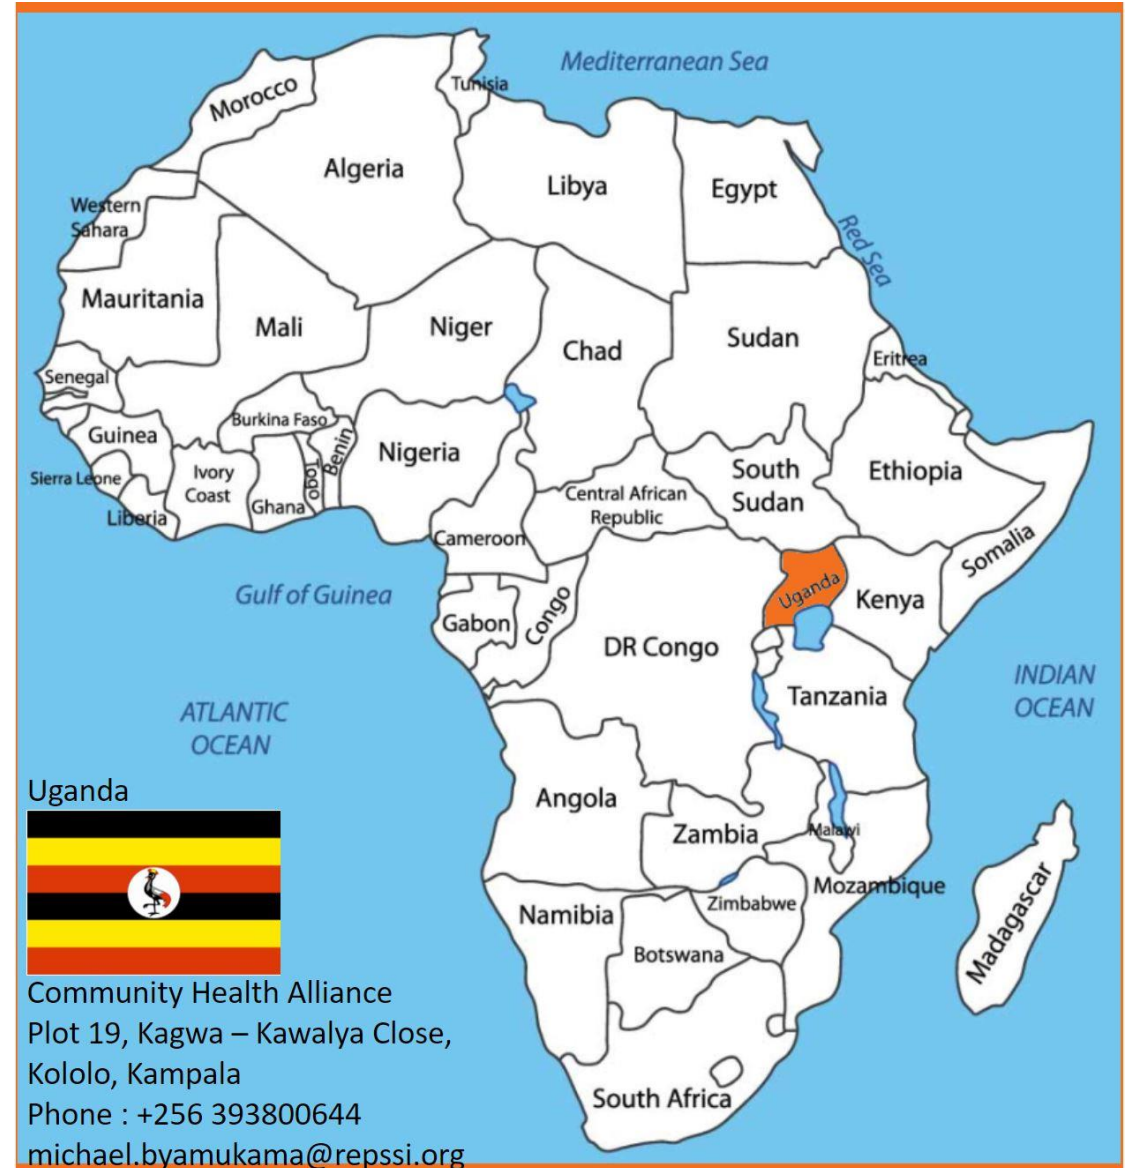 Mediterranean Sea
Tunisia
Morocco
Algeria
Libya
Egypt
Western
Sahara
Red Sea
Mauritania
Mali
Niger
Chad
Sudan
Eritrea
Senegal
Burkina Faso
Guinea
Benin
Nigeria
Togo
Ivory
Coast
Ghana
Sierra Leone
Liberia
Central African
Republic
South
Sudan
Ethiopia
Somalia
Cameroon
Gulf of Guinea
Gabon
Congo
Uganda
Kenya
DR Congo
Tanzania
INDIAN
OCEAN
ATLANTIC
OCEAN
Angola
Zambia
Malawi
Mozambique
Zimbabwe
Namibia
Botswana
Madagascar
South Africa
Uganda
Community Health Alliance
Plot 19, Kagwa – Kawalya Close,
Kololo, Kampala
Phone : +256 393800644
michael.byamukama@repssi.org